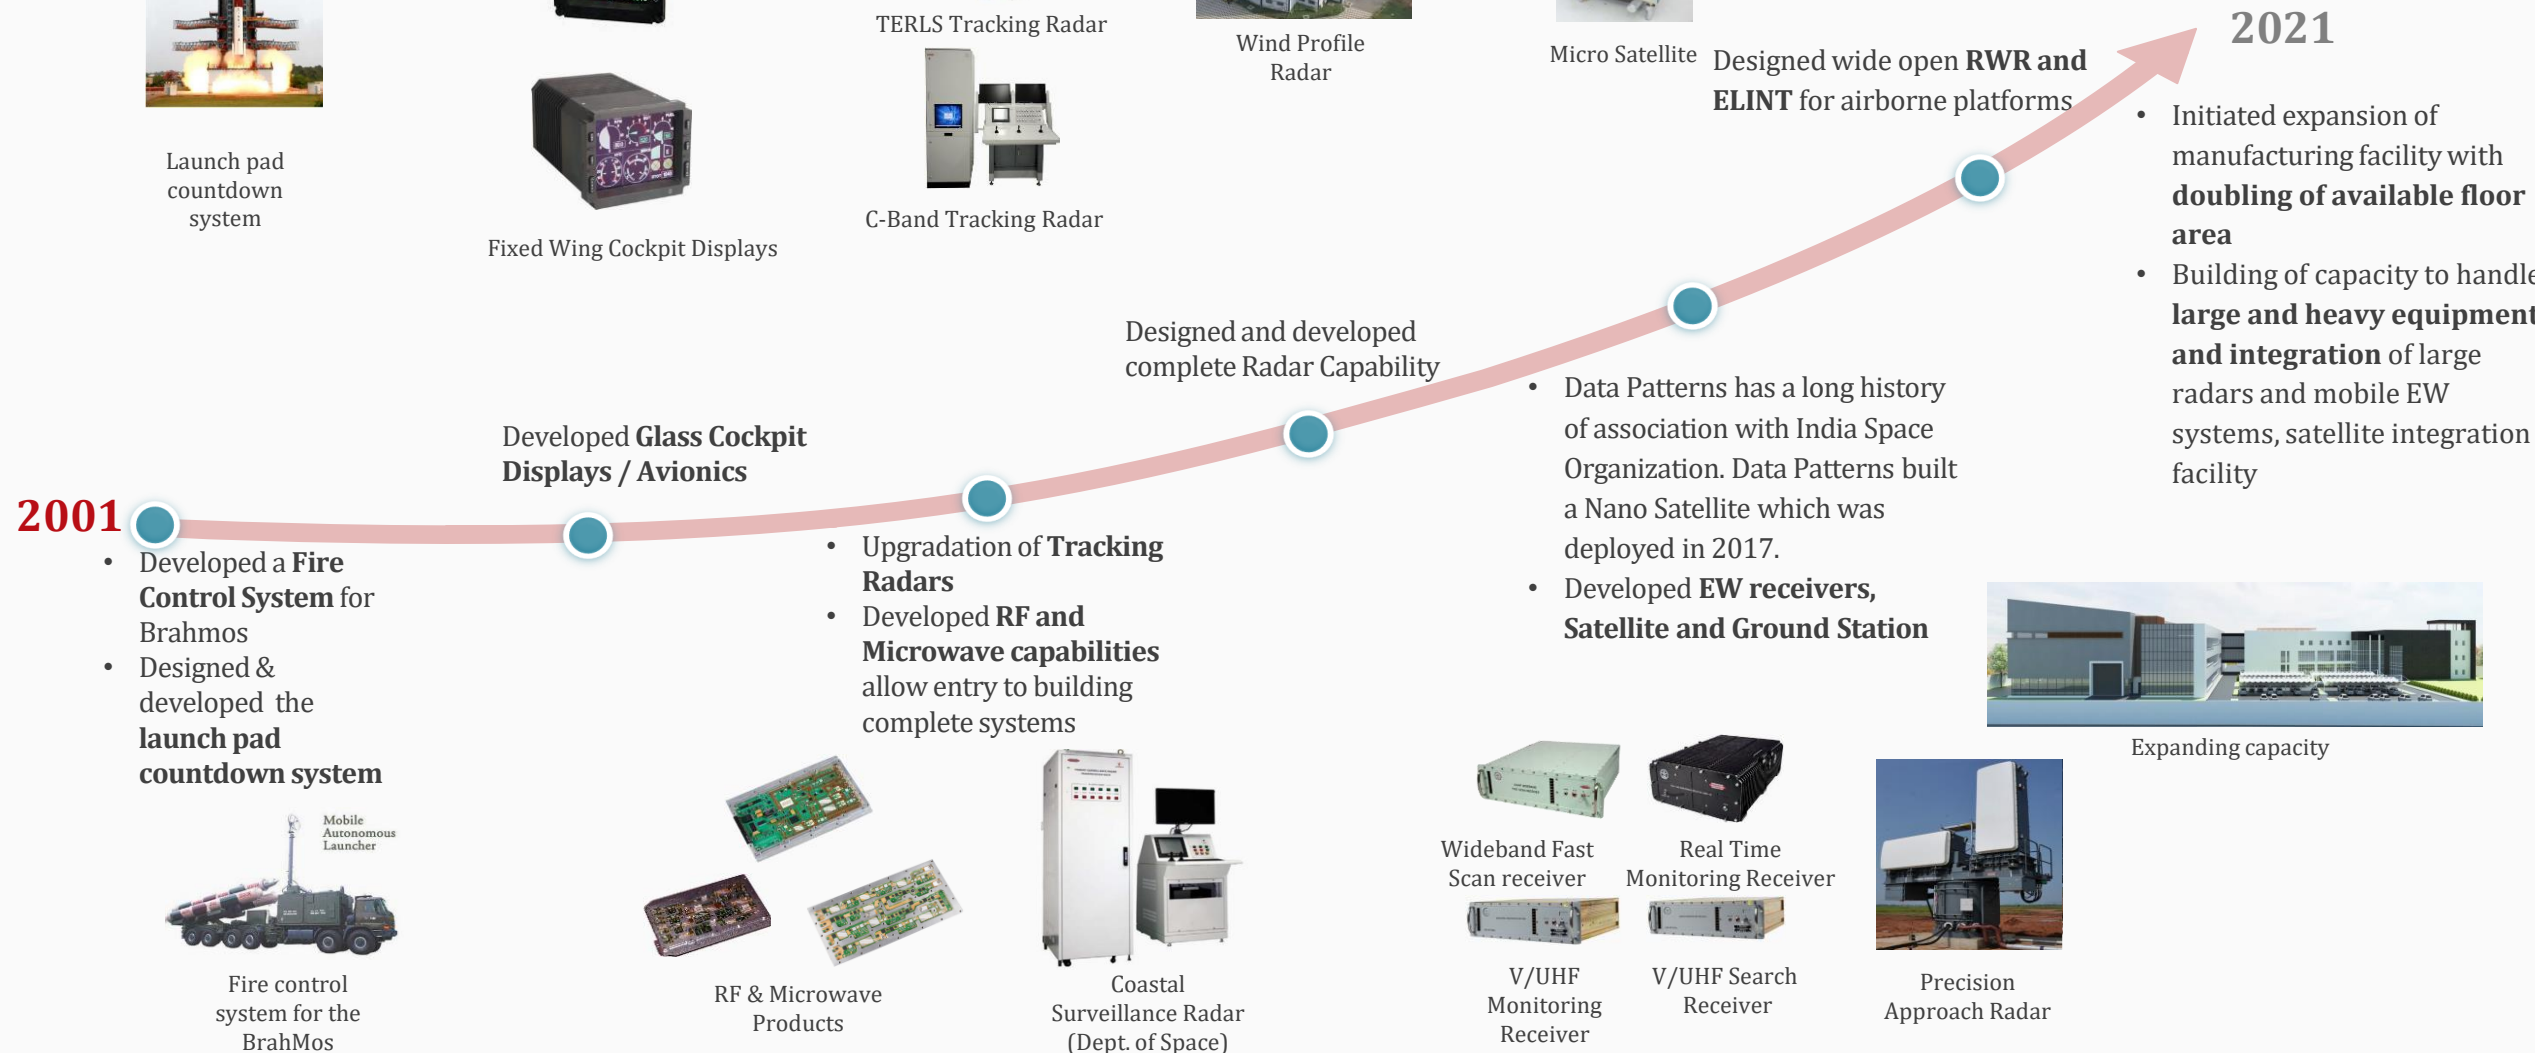 TERLS Tracking Radar
Wind Profile
Radar
Micro Satellite
Launch pad
countdown
system
Fixed Wing Cockpit Displays
C-Band Tracking Radar
Designed wide open RWR and
ELINT for airborne platforms
2021
• Initiated expansion of
manufacturing facility with
doubling of available floor
area
• Building of capacity to handle
large and heavy equipment
and integration of large
radars and mobile EW
systems, satellite integration
facility
Designed and developed
complete Radar Capability
• Data Patterns has a long history
of association with India Space
Organization. Data Patterns built
a Nano Satellite which was
deployed in 2017.
• Developed EW receivers,
Satellite and Ground Station
Developed Glass Cockpit
Displays / Avionics
2001
• Developed a Fire
Control System for
Brahmos
• Designed &
developed the
launch pad
countdown system
• Upgradation of Tracking
Radars
• Developed RF and
Microwave capabilities
allow entry to building
complete systems
Expanding capacity
Mobile
Autonomous
Launcher
Fire control
system for the
BrahMos
RF & Microwave
Products
Coastal
Surveillance Radar
(Dept. of Space)
Wideband Fast
Scan receiver
Real Time
Monitoring Receiver
V/UHF
Monitoring
Receiver
V/UHF Search
Receiver
Precision
Approach Radar